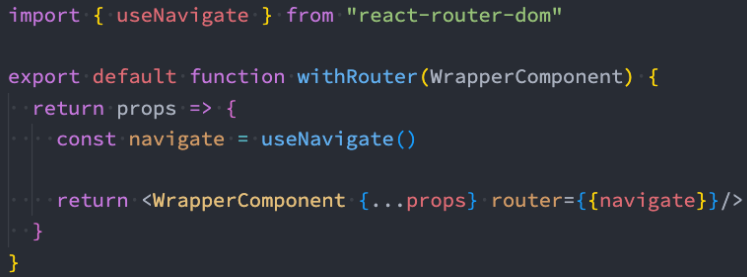 import { useNavigate } from "react-router-dom"

export default function withRouter(WrapperComponent) {
  return props => {
    const navigate = useNavigate()

    return <WrapperComponent {...props} router={{navigate}}/>
  }
}